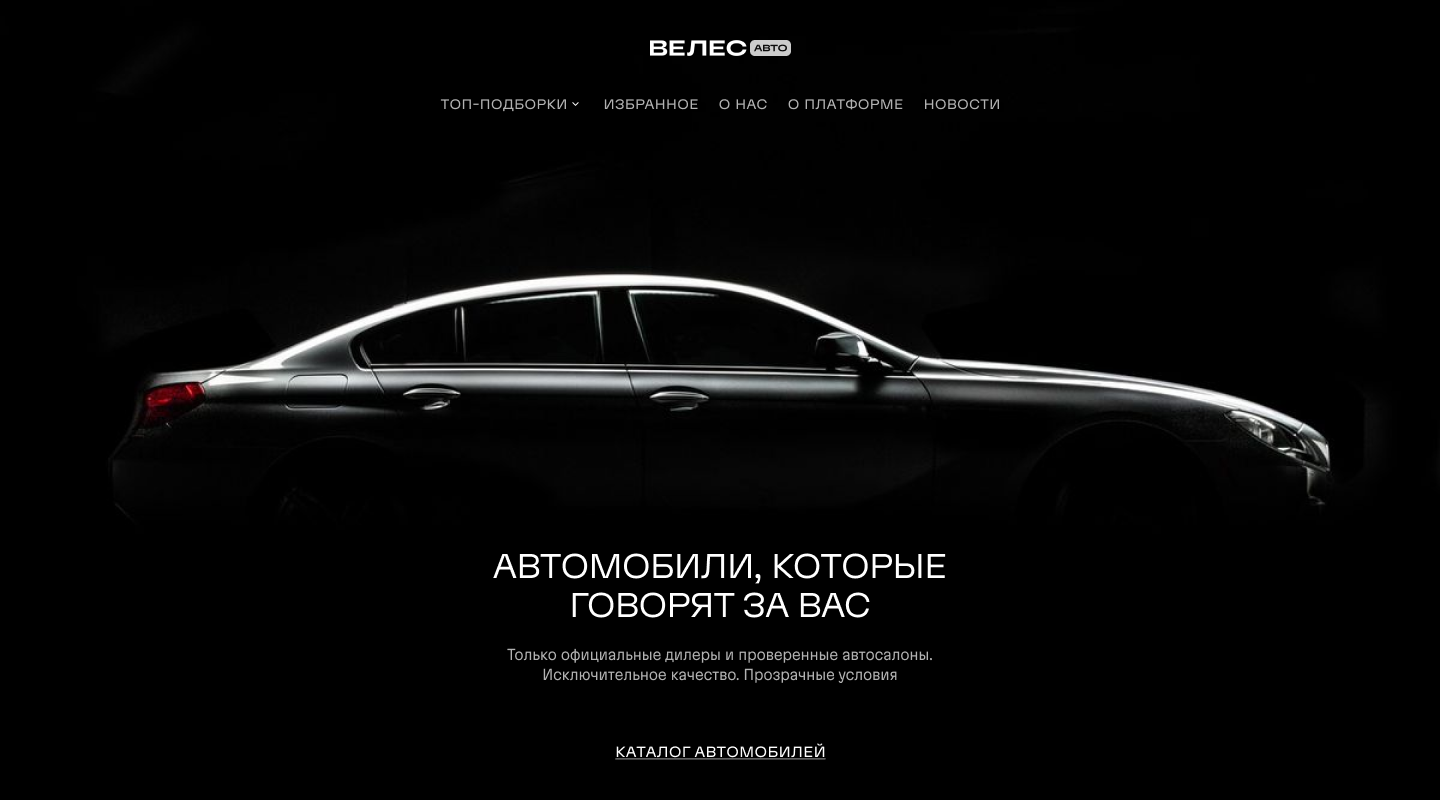 ВЕЛЕС АВТО
ТОП-ПОДБОРКИ ИЗБРАННОЕ О НАС О ПЛАТФОРМЕ НОВОСТИ
АВТОМОБИЛИ, КОТОРЫЕ
ГОВОРЯТ ЗА ВАС
Только официальные дилеры и проверенные автосалоны.
Исключительное качество. Прозрачные условия
КАТАЛОГ АВТОМОБИЛЕЙ